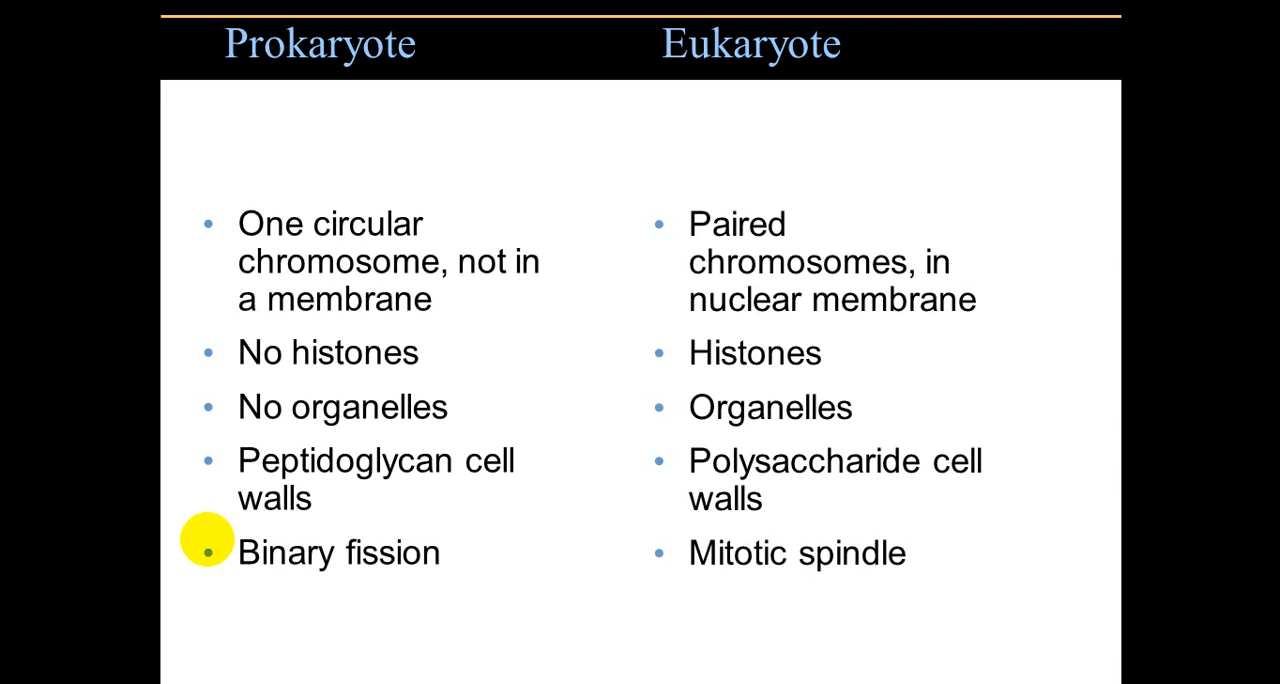 Prokaryote
Eukaryote
One circular
chromosome, not in
a membrane
No histones
No organelles
Peptidoglycan cell
walls
Binary fission
Paired
chromosomes, in
nuclear membrane
Histones
Organelles
Polysaccharide cell
walls
Mitotic spindle